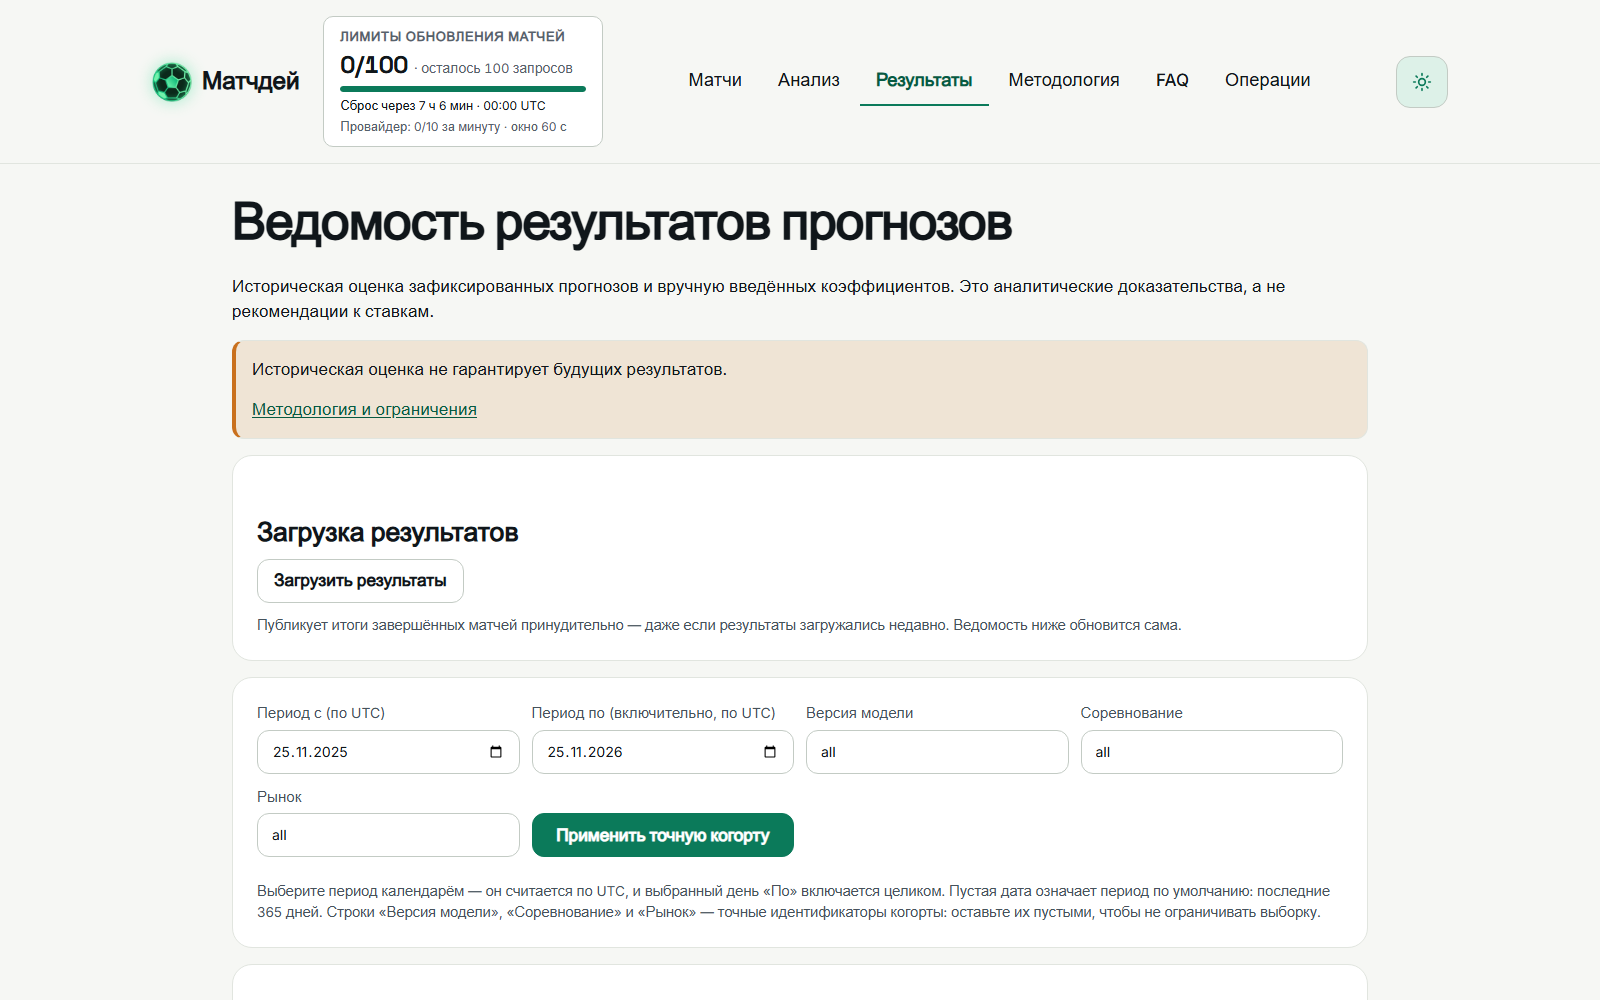 Матчдей
ЛИМИТЫ ОБНОВЛЕНИЯ МАТЧЕЙ
0/100 · осталось 100 запросов
Сброс через 7 ч 6 мин · 00:00 UTC
Провайдер: 0/10 за минуту · окно 60 с
Матчи
Анализ
Результаты
Методология
FAQ
Операции
Ведомость результатов прогнозов
Историческая оценка зафиксированных прогнозов и вручную введённых коэффициентов. Это аналитические доказательства, а не
рекомендации к ставкам.
Историческая оценка не гарантирует будущих результатов.
Методология и ограничения
Загрузка результатов
Загрузить результаты
Публикует итоги завершённых матчей принудительно — даже если результаты загружались недавно. Ведомость ниже обновится сама.
Период с (по UTC)
Период по (включительно, по UTC)
Версия модели
Соревнование
25.11.2025
25.11.2026
all
all
Рынок
all
Применить точную когорту
Выберите период календарём — он считается по UTC, и выбранный день «По» включается целиком. Пустая дата означает период по умолчанию: последние
365 дней. Строки «Версия модели», «Соревнование» и «Рынок» — точные идентификаторы когорты: оставьте их пустыми, чтобы не ограничивать выборку.